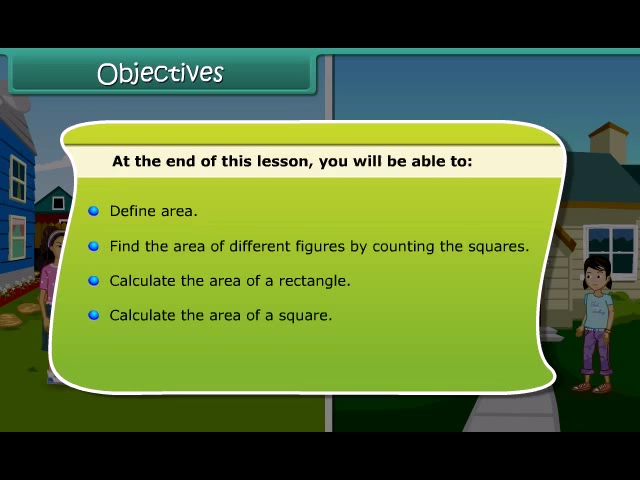 Objectives
At the end of this lesson, you will be able to:
Define area.
Find the area of different figures by counting the squares.
Calculate the area of a rectangle.
Calculate the area of a square.